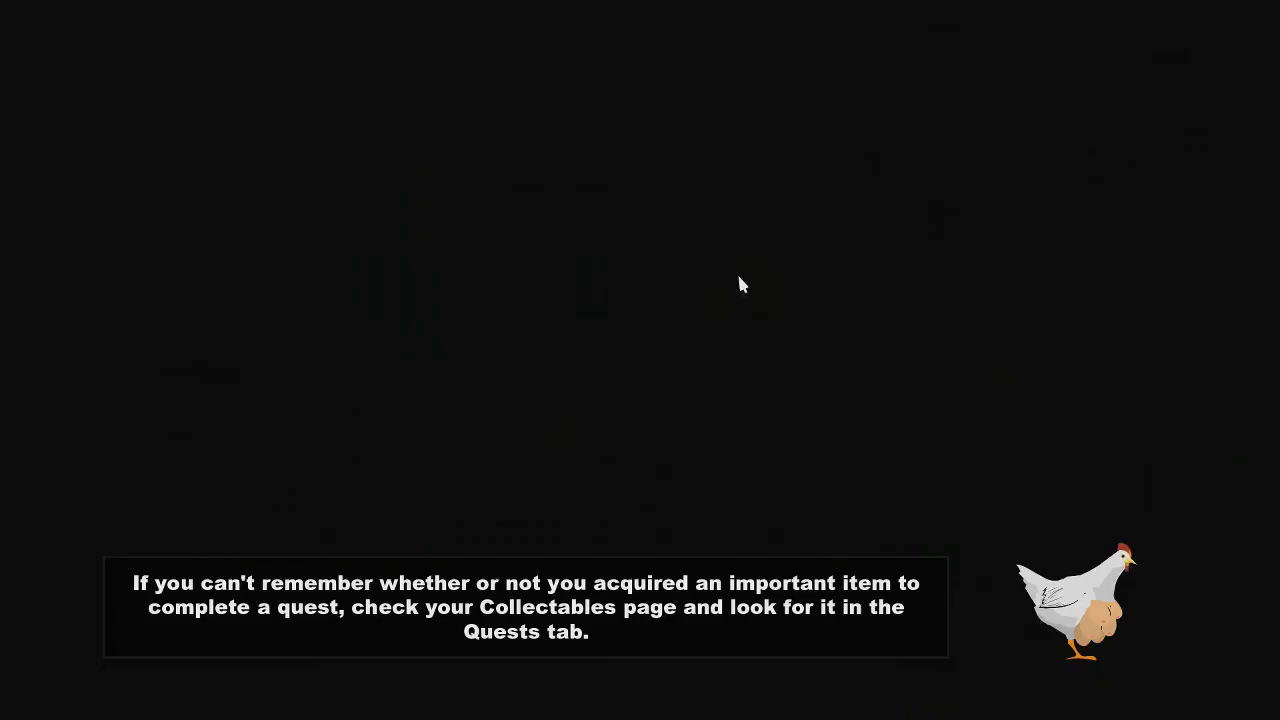 If you can't remember whether or not you acquired an important item to
complete a quest, check your Collectables page and look for it in the
Quests tab.